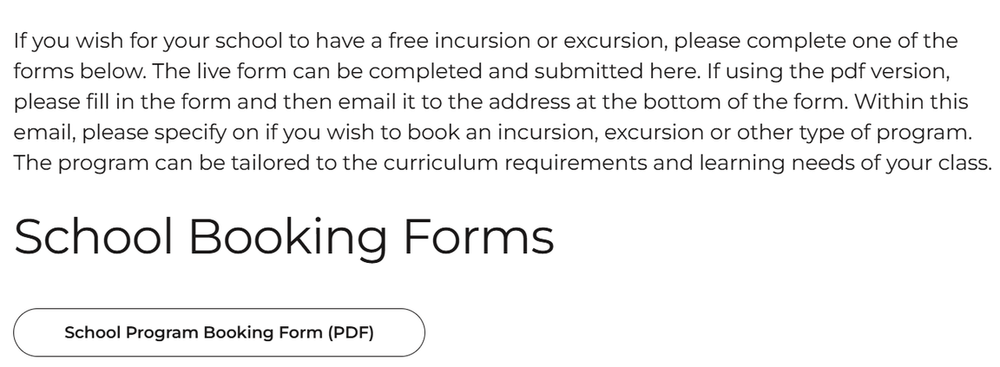 If you wish for your school to have a free incursion or excursion, please complete one of the
forms below. The live form can be completed and submitted here. If using the pdf version,
please fill in the form and then email it to the address at the bottom of the form. Within this
email, please specify on if you wish to book an incursion, excursion or other type of program.
The program can be tailored to the curriculum requirements and learning needs of your class.
School Booking Forms
School Program Booking Form (PDF)